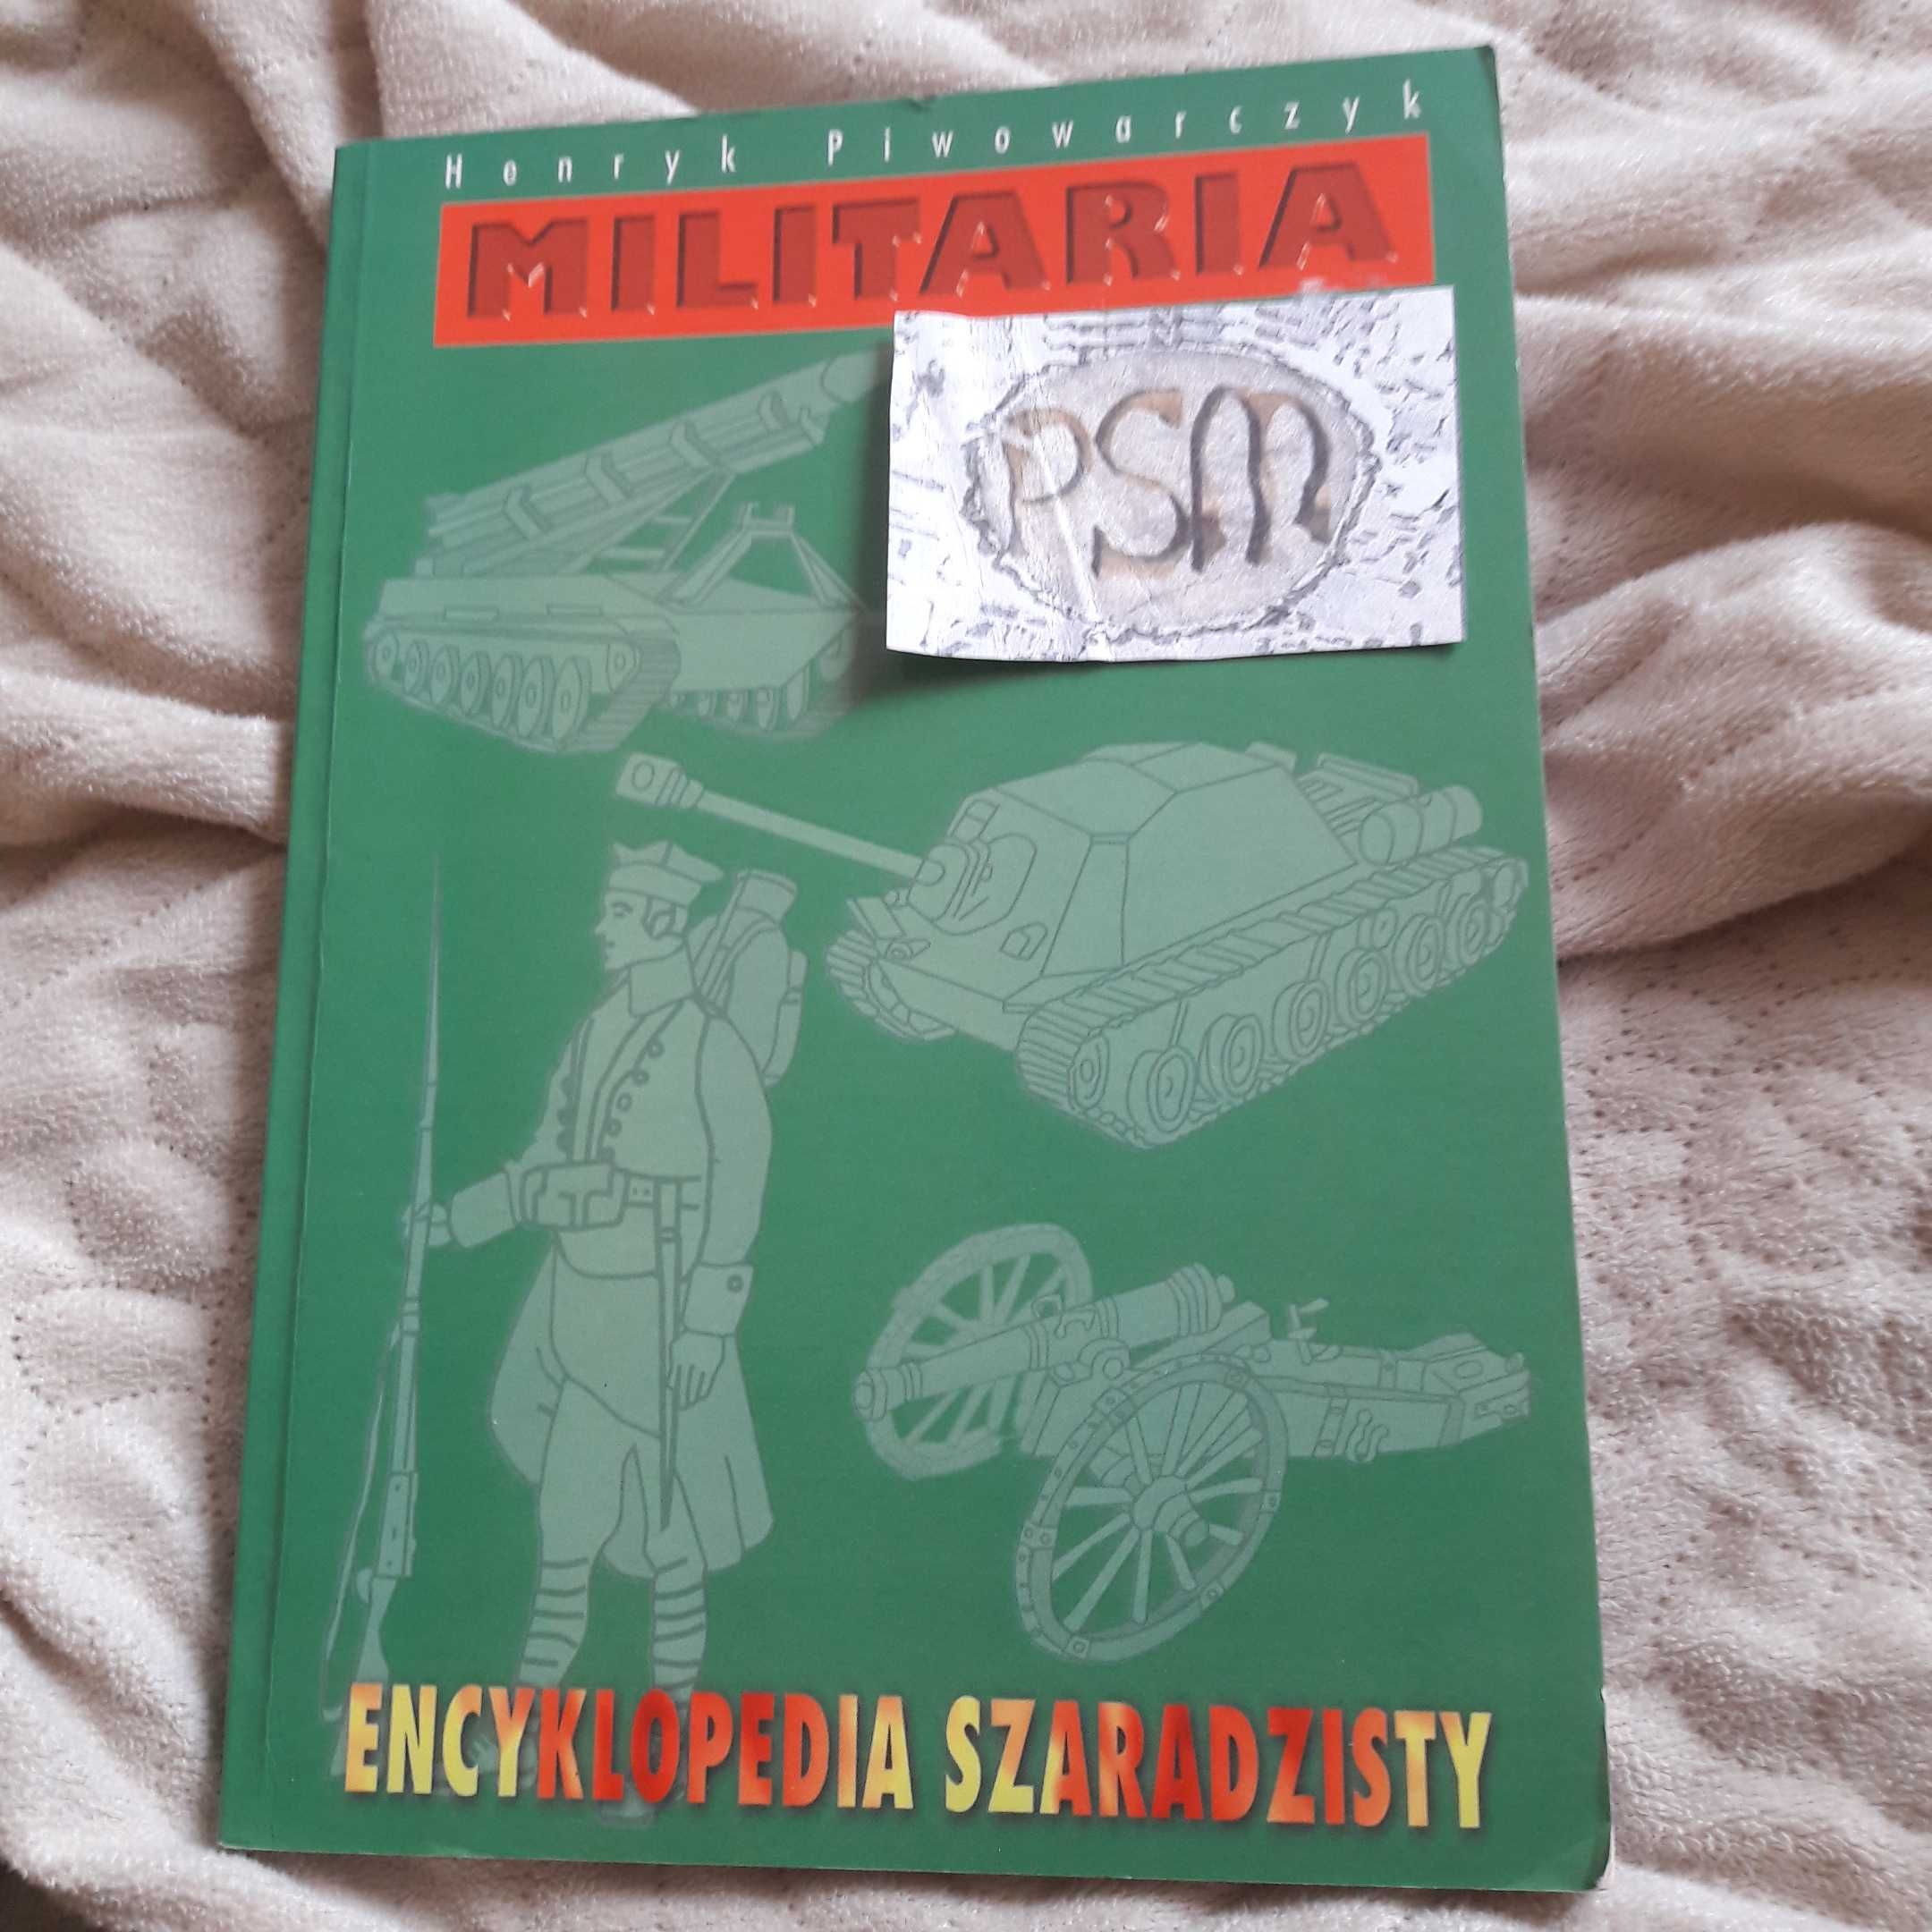 Henryk Piwowarczyk
MILITARIA
PSM
ENCYKLOPEDIA SZARADZISTY